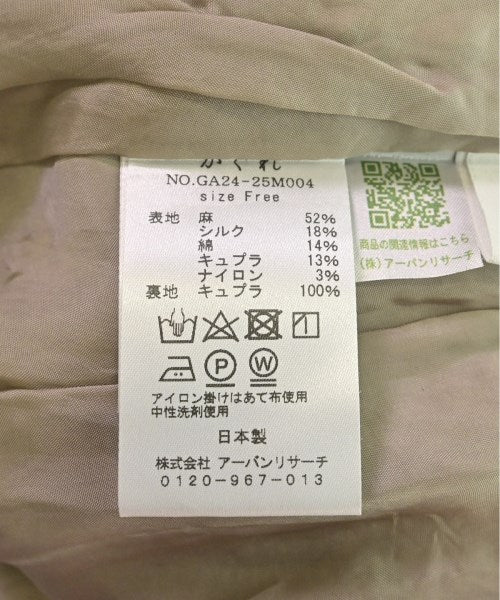 かぐれ
NO.GA24-25M004
size Free
表地 麻 52%
シルク 18%
綿 14%
キュプラ 13%
ナイロン 3%
裏地 キュプラ 100%
P W
アイロン掛けはあて布使用
中性洗剤使用
日本製
株式会社 アーバンリサーチ
0120-967-013
商品の関連情報はこちら
(株)アーバンリサーチ